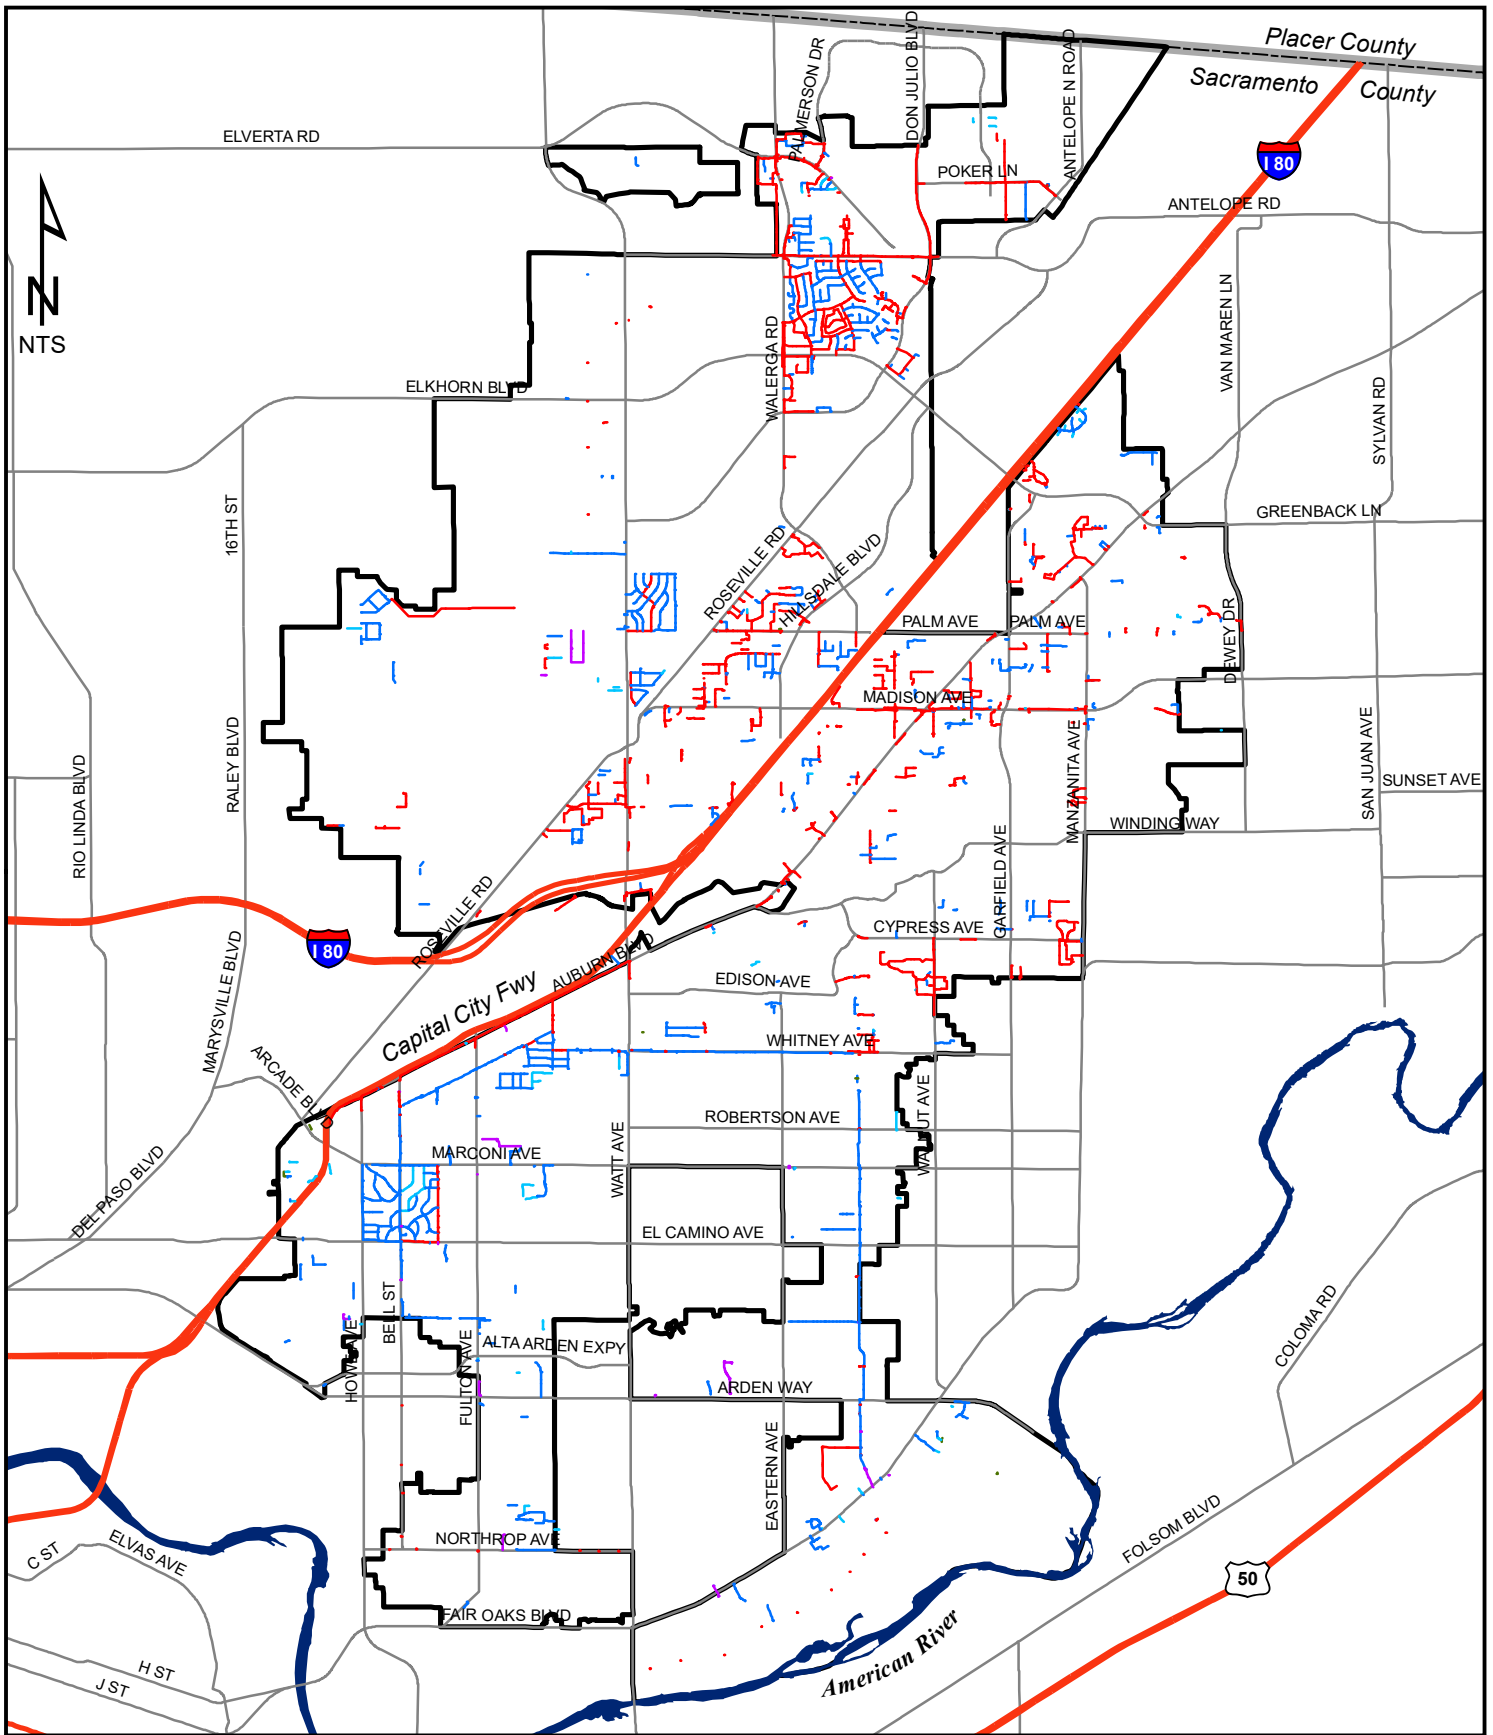 Placer County
Sacramento County
PALMERSON DR
DON JULIO BLVD
ANTELOPE N ROAD
ELVERTA RD
I 80
POKER LN
ANTELOPE RD
N
NTS
VAN MAREN LN
WALERGA RD
ELKHORN BLVD
SYLVAN RD
16TH ST
GREENBACK LN
ROSEVILLE RD
HILLSDALE BLVD
PALM AVE
PALM AVE
DEWEY DR
MADISON AVE
RALEY BLVD
RIO LINDA BLVD
MANZANITA AVE
SAN JUAN AVE
SUNSET AVE
WINDING WAY
GARFIELD AVE
ROSEVILLE RD
I 80
CYPRESS AVE
AUBURN BLVD
MARYSVILLE BLVD
EDISON AVE
Capital City Fwy
WHITNEY AVE
ARCADE BLVD
WALNUT AVE
ROBERTSON AVE
MARCONI AVE
WATT AVE
DEL PASO BLVD
EL CAMINO AVE
BELL ST
HOWE AVE
FULTON AVE
ALTA ARDEN EXPY
COLOMA RD
ARDEN WAY
EASTERN AVE
FOLSOM BLVD
NORTHROP AVE
C ST
ELVAS AVE
50
FAIR OAKS BLVD
American River
H ST
J ST